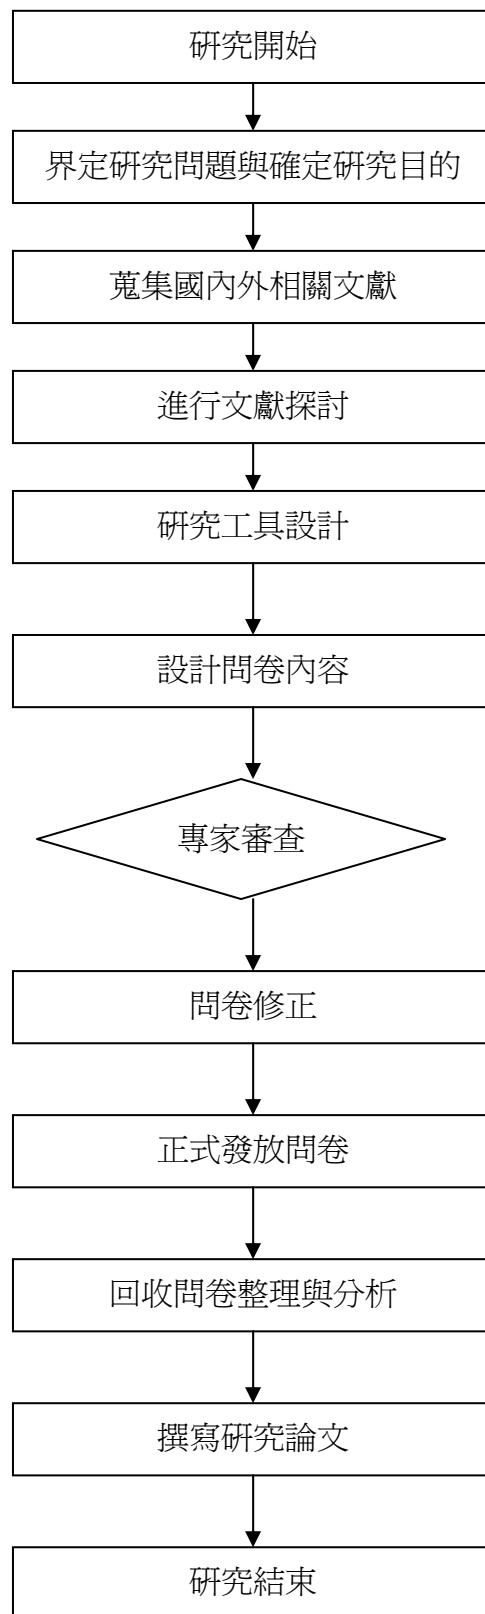 研究開始
界定研究問題與確定研究目的
蒐集國內外相關文獻
進行文獻探討
研究工具設計
設計問卷內容
專家審查
問卷修正
正式發放問卷
回收問卷整理與分析
撰寫研究論文
研究結束